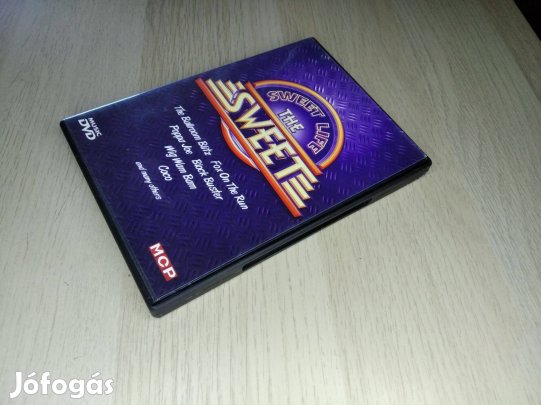 SWEET LIFE
THE
SWEET
The Ballroom Blitz Fox On The Run
Poppa Joe Block Buster
Wig Wam Bam
Coco
and many others
MUSIC
DVD
MCP
Jófogás